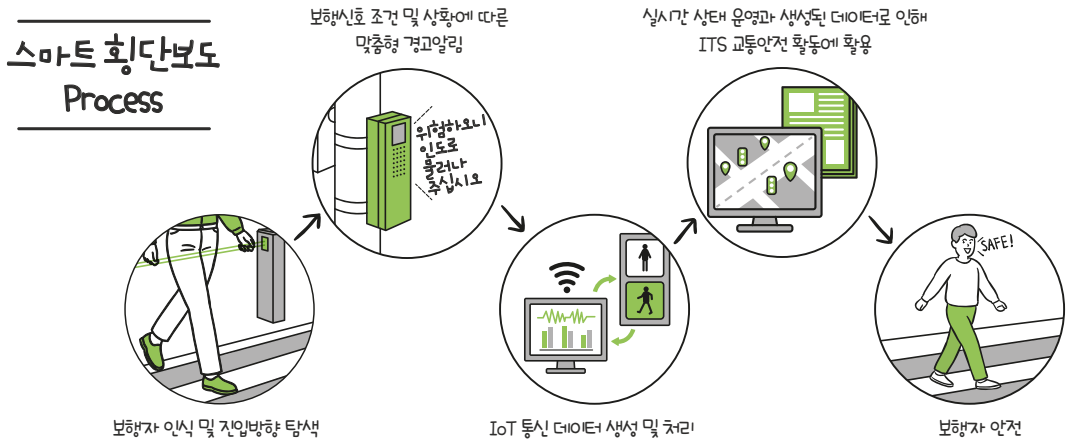 스마트 횡단보도
Process
보행신호 조건 및 상황에 따른
맞춤형 경고알림
위험하오니
인도로
물러나
주십시오
실시간 상태 운영과 생성된 데이터로 인해
ITS 교통안전 활동에 활용
SAFE!
보행자 인식 및 진입방향 탐색
IoT 통신 데이터 생성 및 처리
보행자 안전